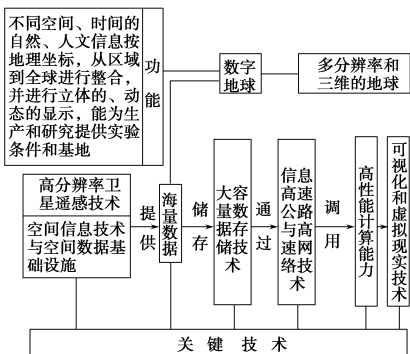 不同空间、时间的
自然、人文信息按
地理坐标，从区域
到全球进行整合，
并进行立体的、动
态的显示，能为生
产和研究提供实验
条件和基地
功能
数字
地球
多分辨率和
三维的地球
高分辨率卫
星遥感技术
空间信息技术
与空间数据基
础设施
提供
海量数据
储存
大容
量数
据存
储技
术
通过
信息
高速
公路
与高
速网
络技
术
调用
高性能计算能力
可视化和虚拟现实技术
关键技术